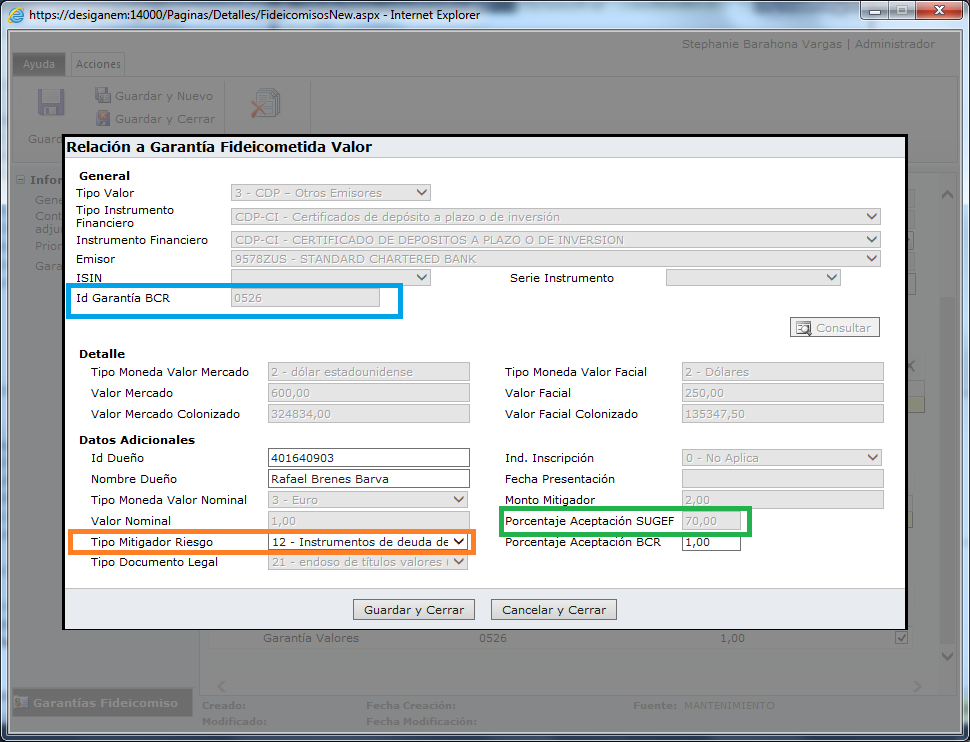 https://desiganem:14000/Paginas/Detalles/FideicomisosNew.aspx - Internet Explorer
Stephanie Barahona Vargas | Administrador
Ayuda Acciones
Guardar y Nuevo
Guardar y Cerrar
Relación a Garantía Fideicometida Valor
General
Tipo Valor 3 - CDP – Otros Emisores
Tipo Instrumento
Financiero CDP-CI - Certificados de depósito a plazo o de inversión
Instrumento Financiero CDP-CI - CERTIFICADO DE DEPOSITOS A PLAZO O DE INVERSION
Emisor 9578ZUS - STANDARD CHARTERED BANK
ISIN Serie Instrumento
Id Garantía BCR 0526
Consultar
Detalle
Tipo Moneda Valor Mercado 2 - dólar estadounidense Tipo Moneda Valor Facial 2 - Dólares
Valor Mercado 600,00 Valor Facial 250,00
Valor Mercado Colonizado 324834,00 Valor Facial Colonizado 135347,50
Datos Adicionales
Id Dueño 401640903 Ind. Inscripción 0 - No Aplica
Nombre Dueño Rafael Brenes Barva Fecha Presentación
Tipo Moneda Valor Nominal 3 - Euro Monto Mitigador 2,00
Valor Nominal 1,00 Porcentaje Aceptación SUGEF 70,00
Tipo Mitigador Riesgo 12 - Instrumentos de deuda de Porcentaje Aceptación BCR 1,00
Tipo Documento Legal 21 - endoso de títulos valores
Guardar y Cerrar Cancelar y Cerrar
Garantía Valores 0526 1,00
Garantías Fideicomiso
Creado: Fecha Creación: Fuente: MANTENIMIENTO
Modificado: Fecha Modificación: